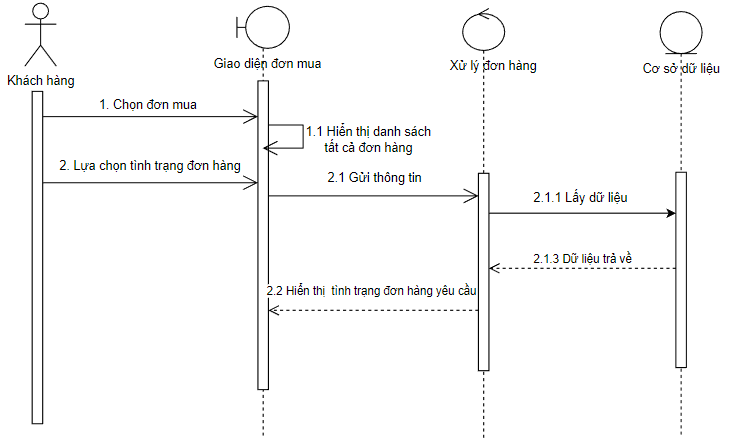 Khách hàng
Giao diện đơn mua
Xử lý đơn hàng
Cơ sở dữ liệu
1. Chọn đơn mua
1.1 Hiển thị danh sách
tất cả đơn hàng
2. Lựa chọn tình trạng đơn hàng
2.1 Gửi thông tin
2.1.1 Lấy dữ liệu
2.1.3 Dữ liệu trả về
2.2 Hiển thị tình trạng đơn hàng yêu cầu